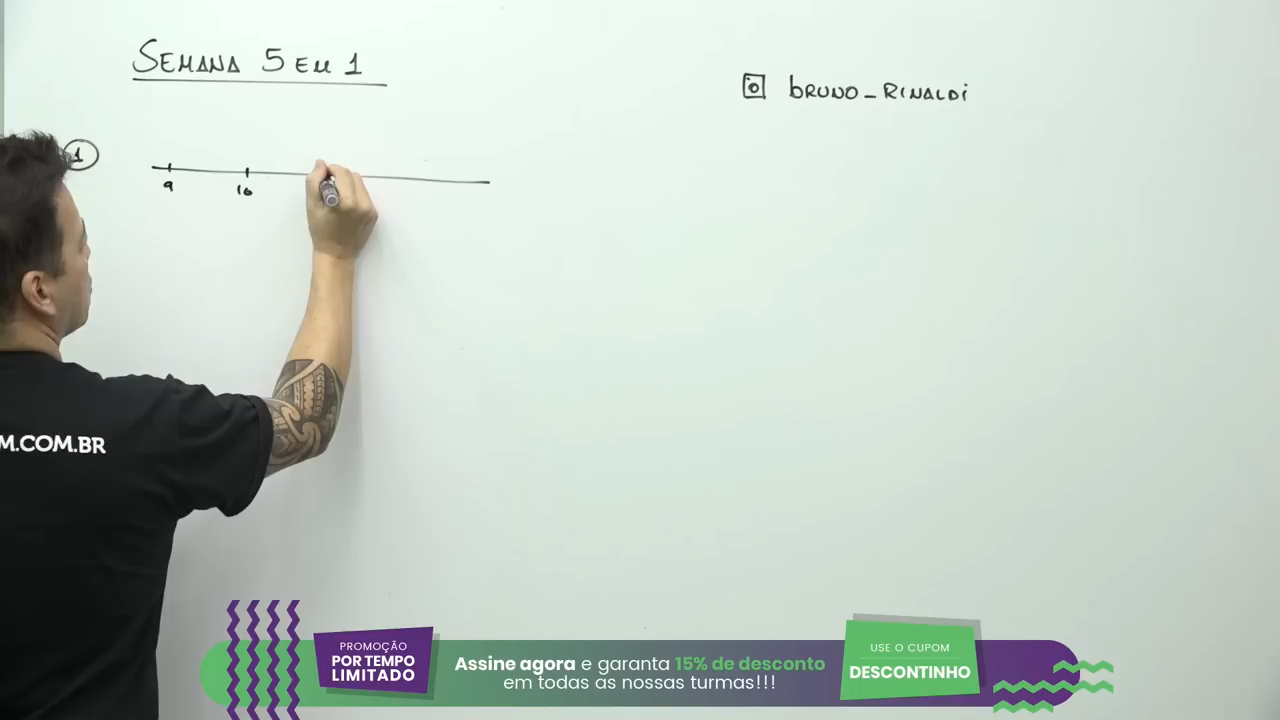 SEMANA 5 EM 1
bruno_RINALDi
1
9 10
M.COM.BR
PROMOÇÃO
POR TEMPO
LIMITADO
Assine agora e garanta 15% de desconto
em todas as nossas turmas!!!
USE O CUPOM
DESCONTINHO